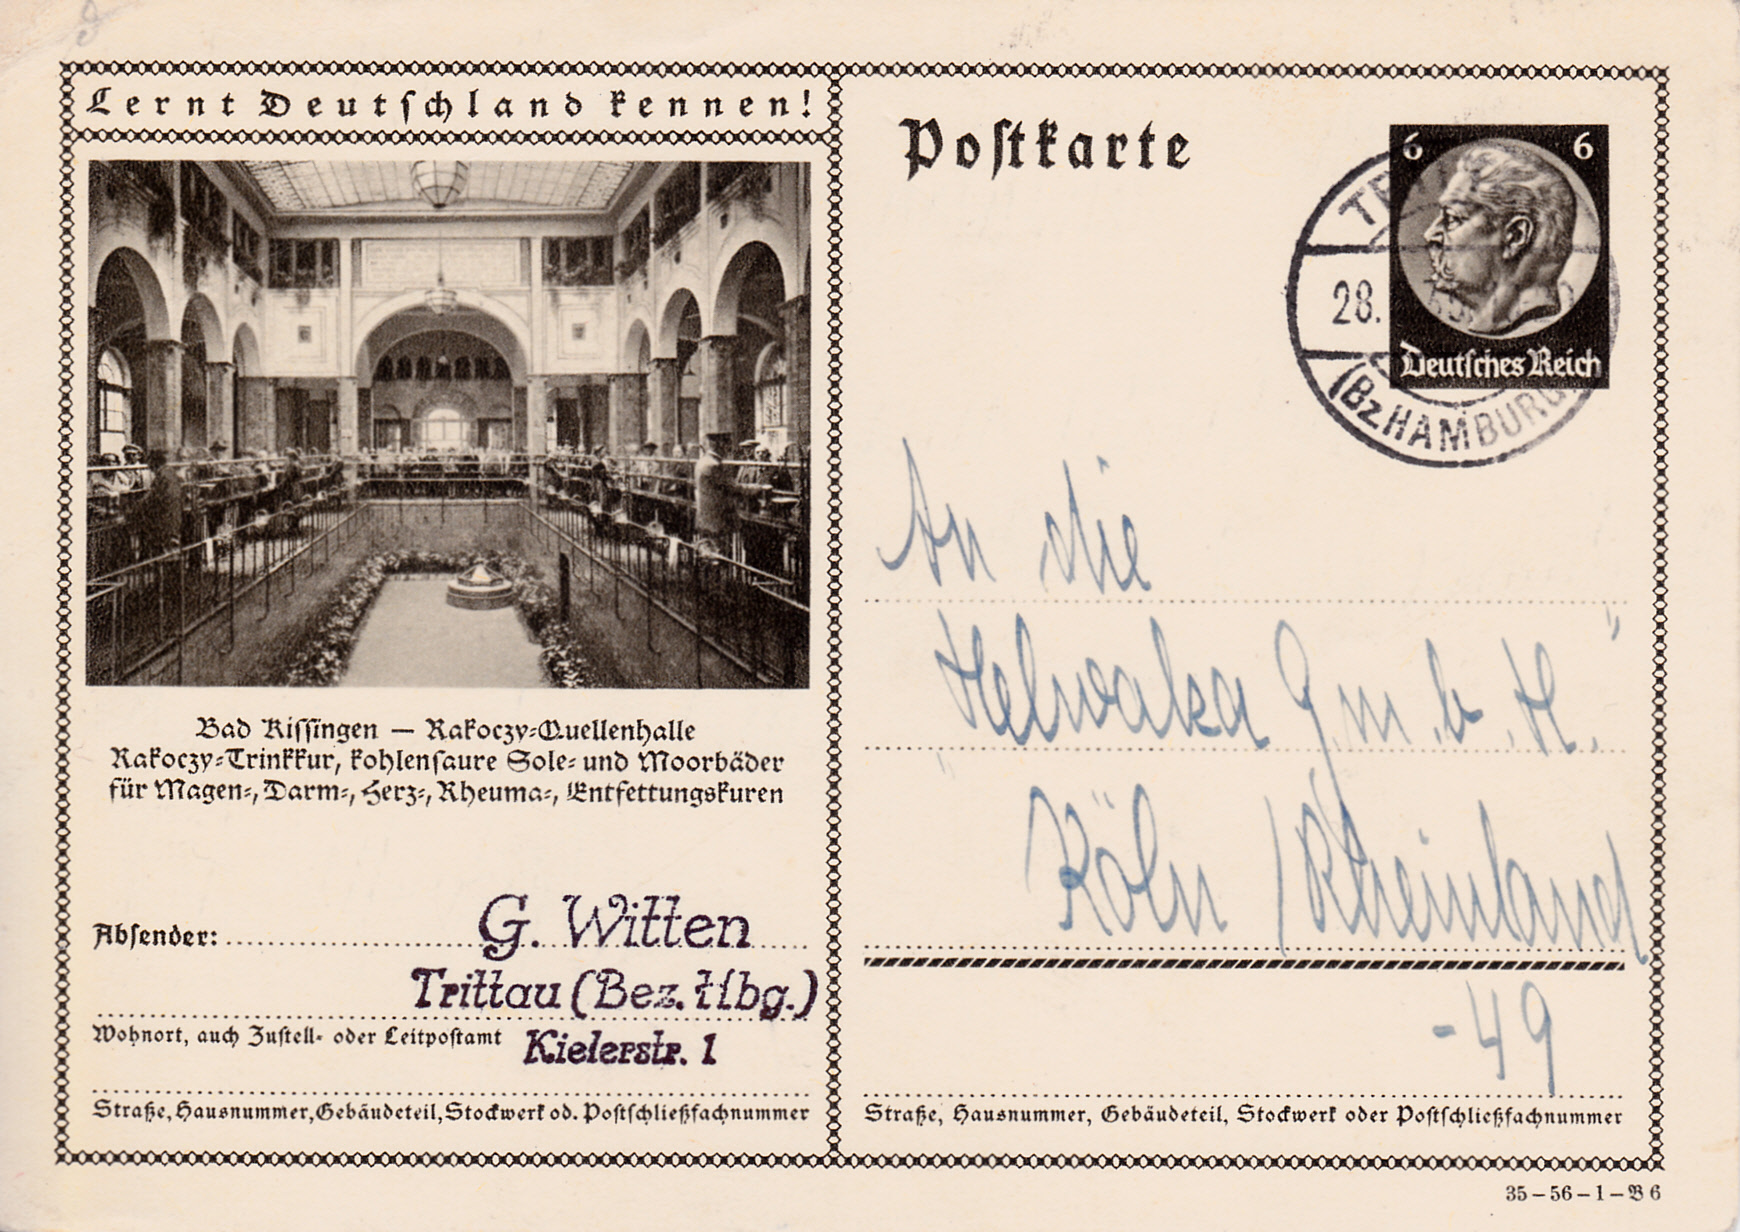 Lernt Deutschland kennen!
Bad Kissingen — Rakoczy-Quellenhalle
Rakoczy-Trinkkur, kohlensaure Sole- und Moorbäder
für Magen-, Darm-, Herz-, Rheuma-, Entfettungskuren
Absender: G. Witten
Trittau (Bez. Hbg.)
Wohnort, auch Zustell- oder Leitpostamt Kielerstr. 1
Straße, Hausnummer, Gebäudeteil, Stockwerk od. Postschließfachnummer
Postkarte
6 6
Deutsches Reich
28.
(Bz HAMBURG
An die
"Helwaka G.m.b.H."
Köln / Rheinland
-49
Straße, Hausnummer, Gebäudeteil, Stockwerk oder Postschließfachnummer
35-56-1-B 6